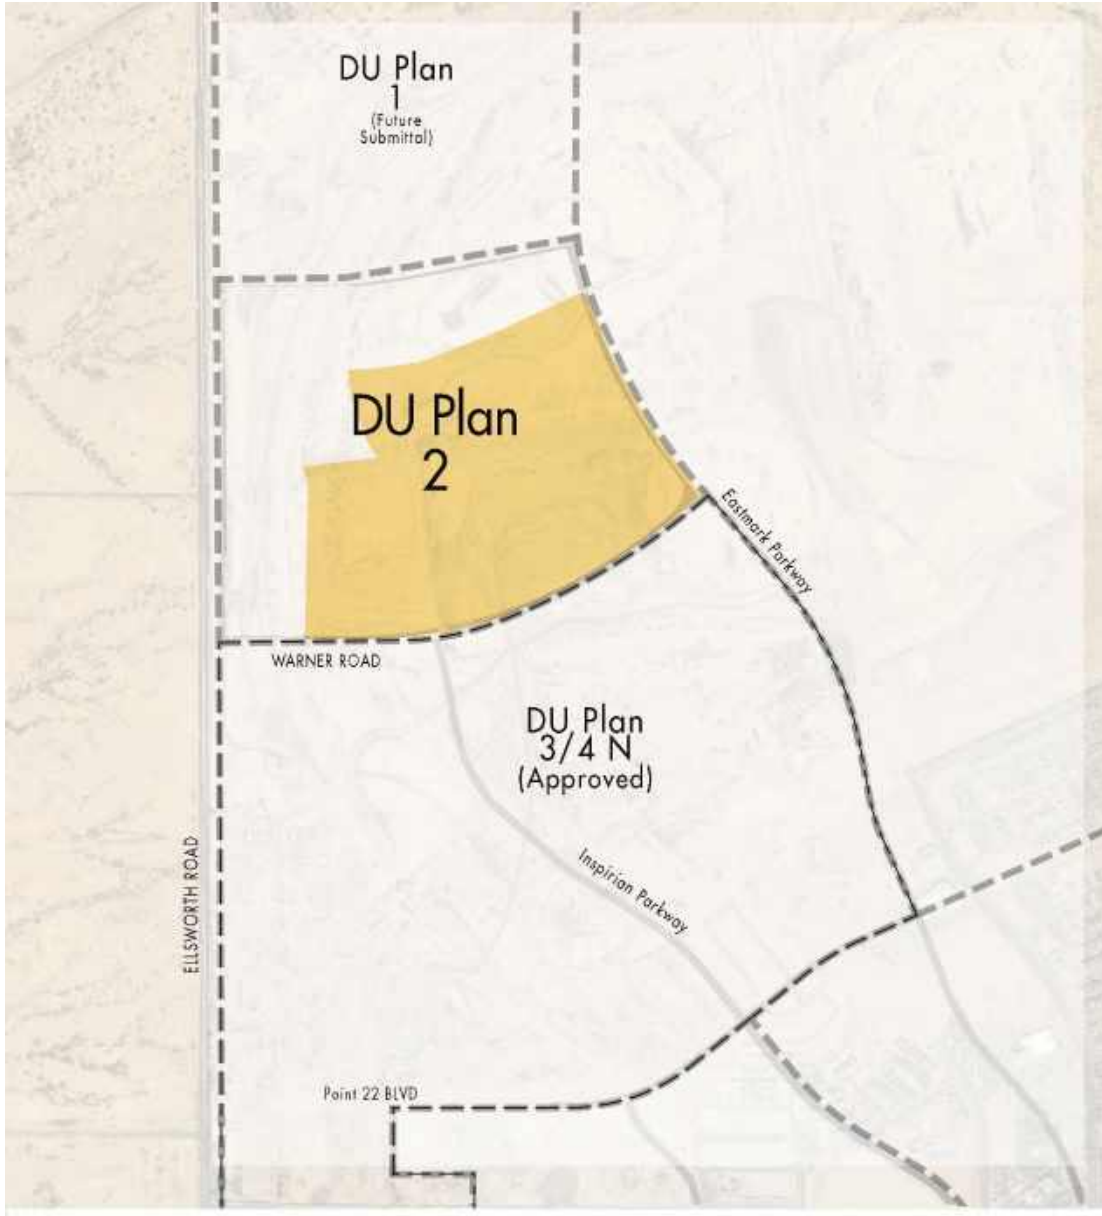 DU Plan
1
(Future
Submittal)
DU Plan
2
Eastmark Parkway
WARNER ROAD
DU Plan
3/4 N
(Approved)
ELLSWORTH ROAD
Inspirian Parkway
Point 22 BLVD